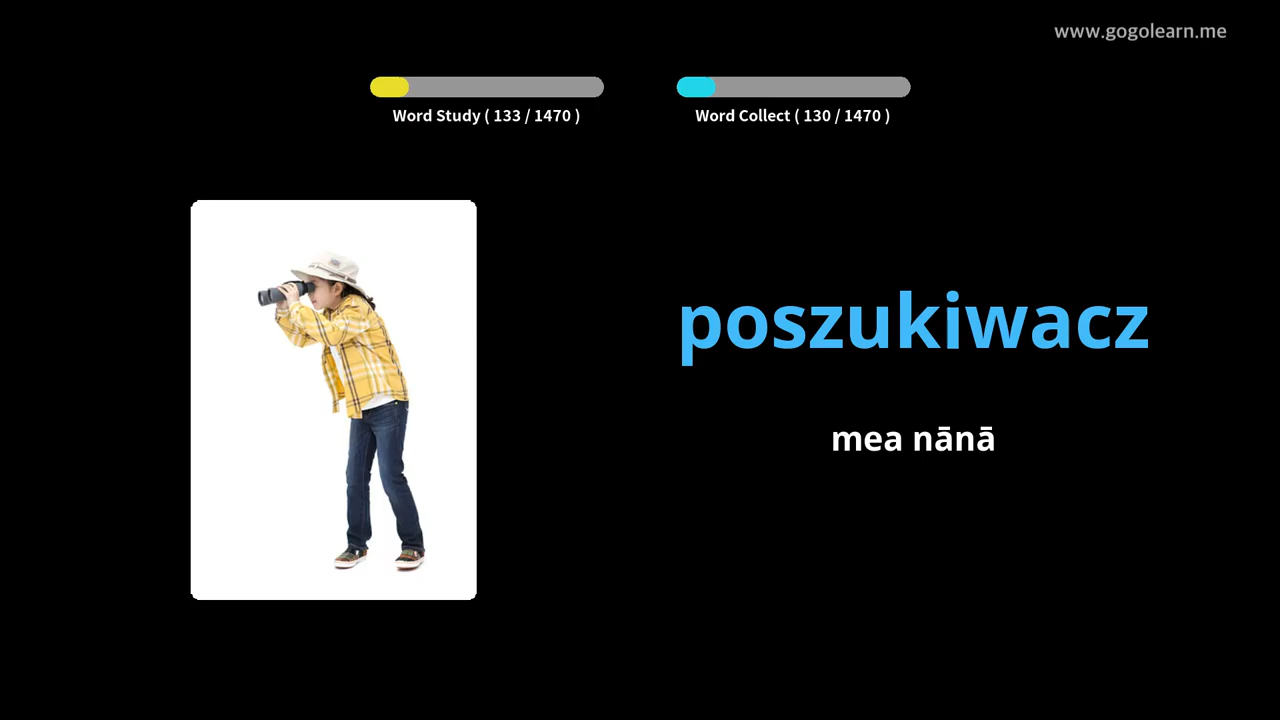 www.gogolearn.me
Word Study ( 133 / 1470 )
Word Collect ( 130 / 1470 )
poszukiwacz
mea nānā